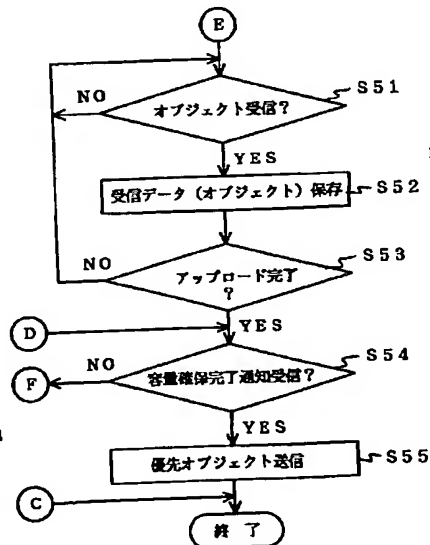 E
オブジェクト受信?
S51
NO
YES
受信データ(オブジェクト)保存
S52
アップロード完了
?
S53
NO
YES
D
容量確保完了通知受信?
S54
NO
F
YES
優先オブジェクト送信
S55
C
終了